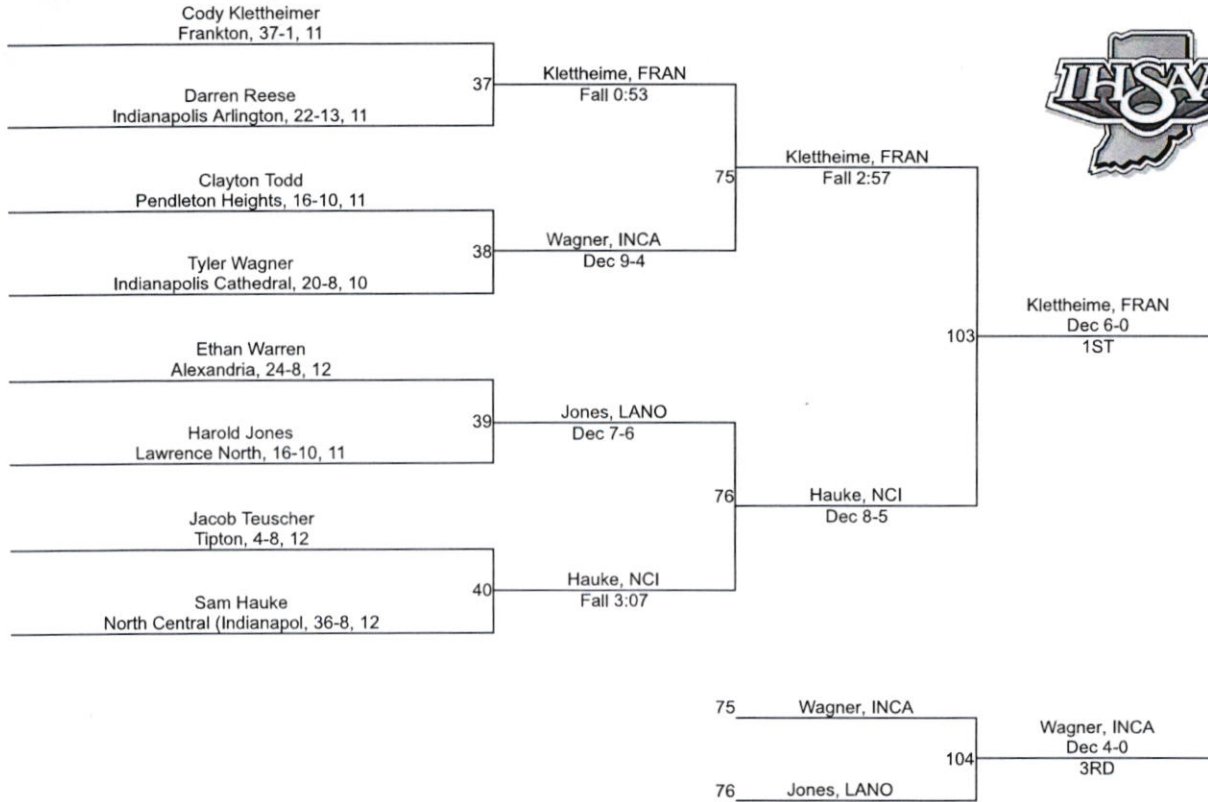 Cody Klettheimer
Frankton, 37-1, 11
37
Klettheime, FRAN
Fall 0:53
Darren Reese
Indianapolis Arlington, 22-13, 11
IHSAA
75
Klettheime, FRAN
Fall 2:57
Clayton Todd
Pendleton Heights, 16-10, 11
38
Wagner, INCA
Dec 9-4
Tyler Wagner
Indianapolis Cathedral, 20-8, 10
103
Klettheime, FRAN
Dec 6-0
1ST
Ethan Warren
Alexandria, 24-8, 12
39
Jones, LANO
Dec 7-6
Harold Jones
Lawrence North, 16-10, 11
76
Hauke, NCI
Dec 8-5
Jacob Teuscher
Tipton, 4-8, 12
40
Hauke, NCI
Fall 3:07
Sam Hauke
North Central (Indianapol, 36-8, 12
75
Wagner, INCA
104
Wagner, INCA
Dec 4-0
3RD
76
Jones, LANO